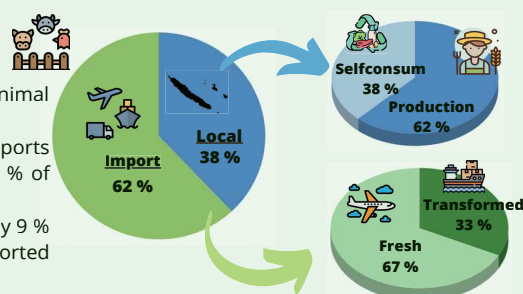 nimal
ports
% of
y 9 %
orted
Import
62 %
Local
38 %
Selfconsum
38 %
Production
62 %
Transformed
33 %
Fresh
67 %